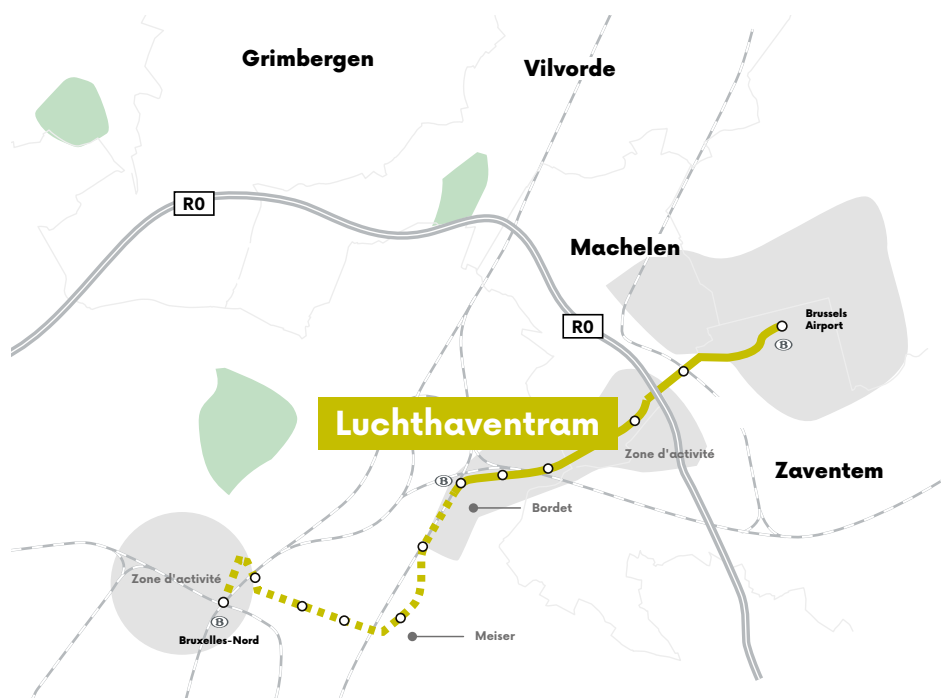 Grimbergen
Vilvorde
R0
Machelen
Brussels
Airport
R0
B
Luchthaventram
Zone d'activité
Zaventem
B
Bordet
Zone d'activité
B
Bruxelles-Nord
Meiser